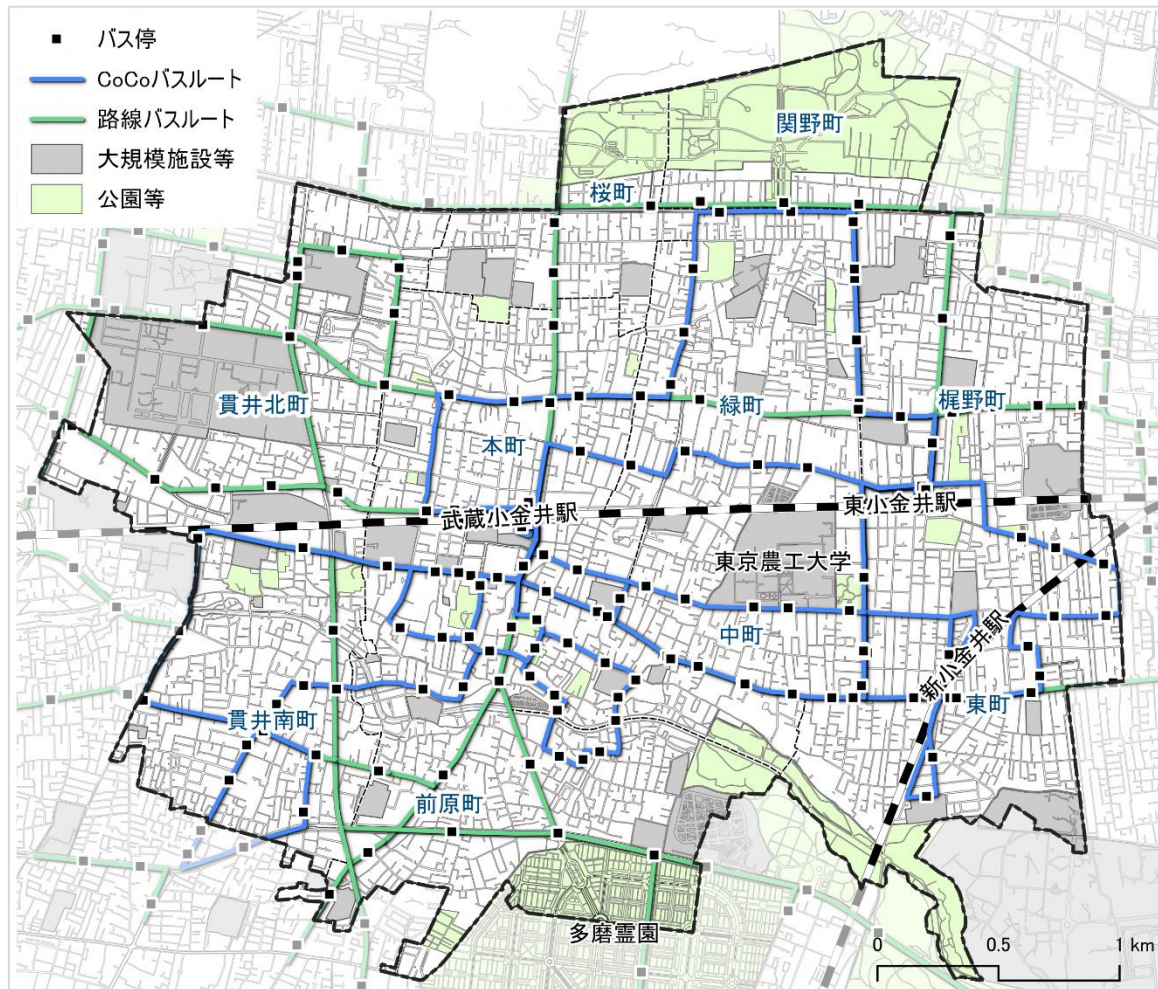 バス停
CoCoバスルート
路線バスルート
大規模施設等
公園等
関野町
桜町
貫井北町
緑町
梶野町
本町
武蔵小金井駅
東小金井駅
東京農工大学
中町
新小金井駅
貫井南町
東町
前原町
多磨霊園
0 0.5 1 km